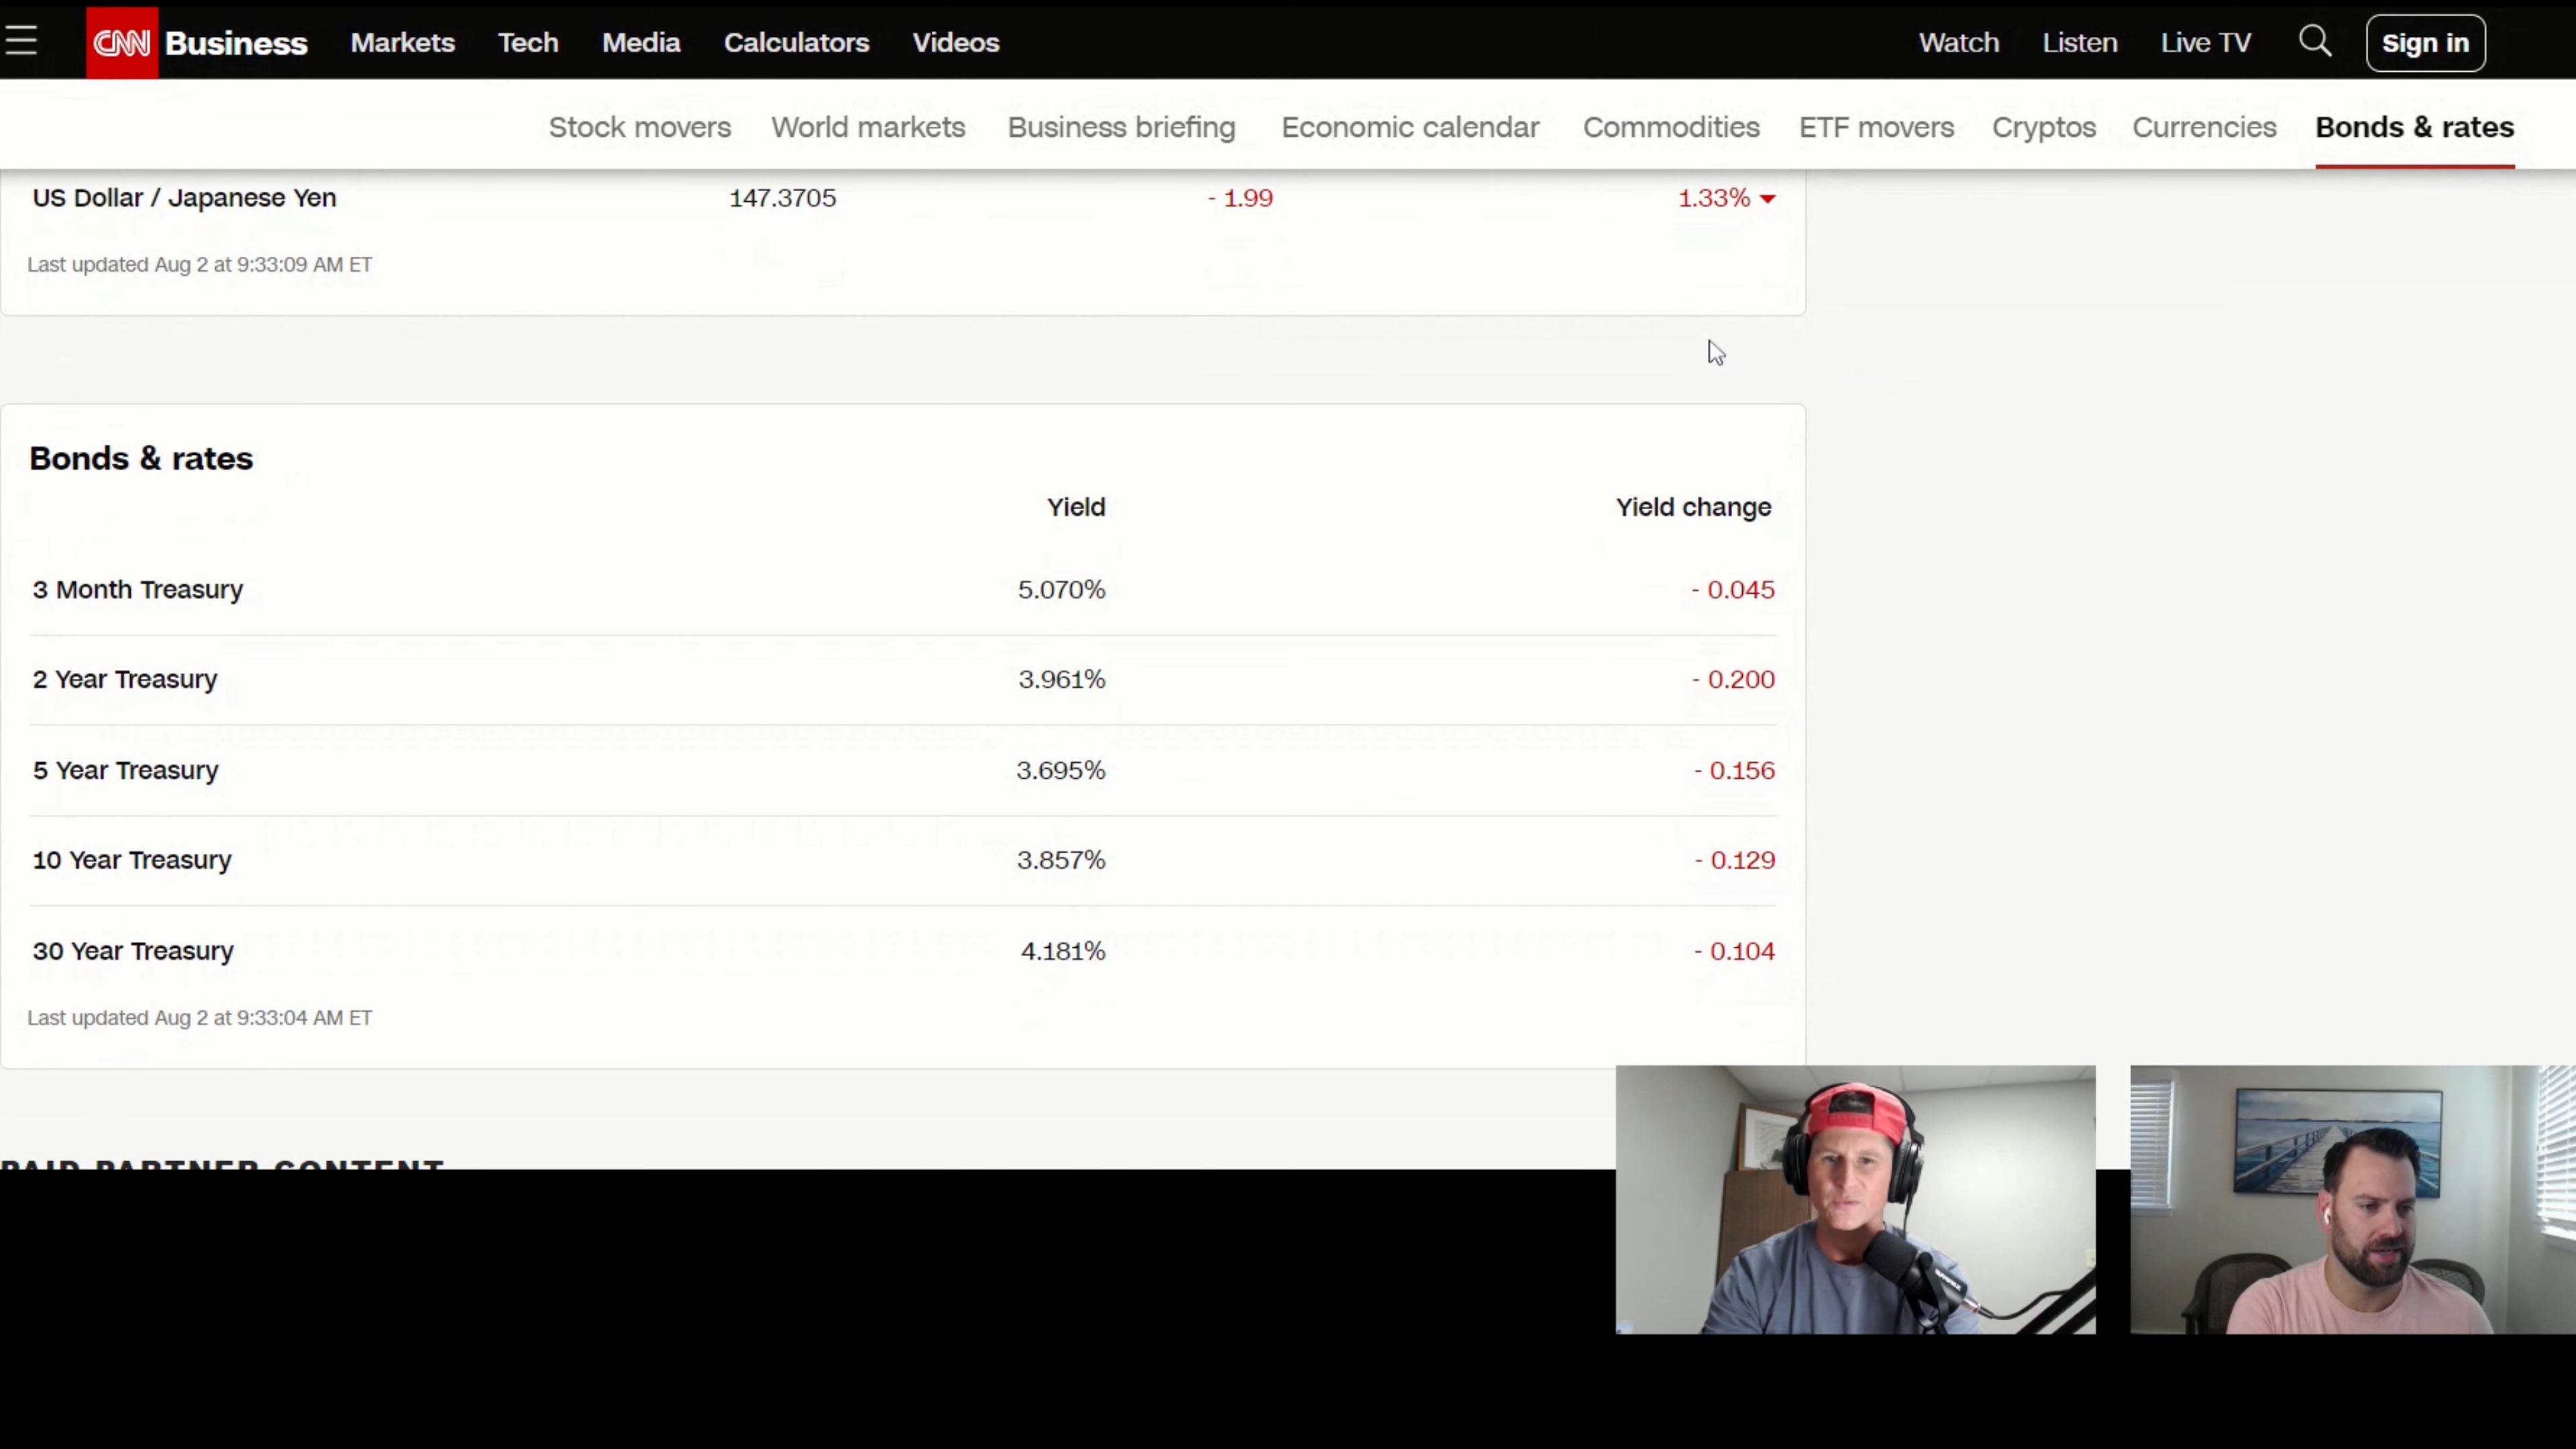 CNN Business Markets Tech Media Calculators Videos Watch Listen Live TV Sign in
Stock movers World markets Business briefing Economic calendar Commodities ETF movers Cryptos Currencies Bonds & rates
US Dollar / Japanese Yen 147.3705 - 1.99 1.33%
Last updated Aug 2 at 9:33:09 AM ET
Bonds & rates
Yield Yield change
3 Month Treasury 5.070% - 0.045
2 Year Treasury 3.961% - 0.200
5 Year Treasury 3.695% - 0.156
10 Year Treasury 3.857% - 0.129
30 Year Treasury 4.181% - 0.104
Last updated Aug 2 at 9:33:04 AM ET
PAID PARTNER CONTENT